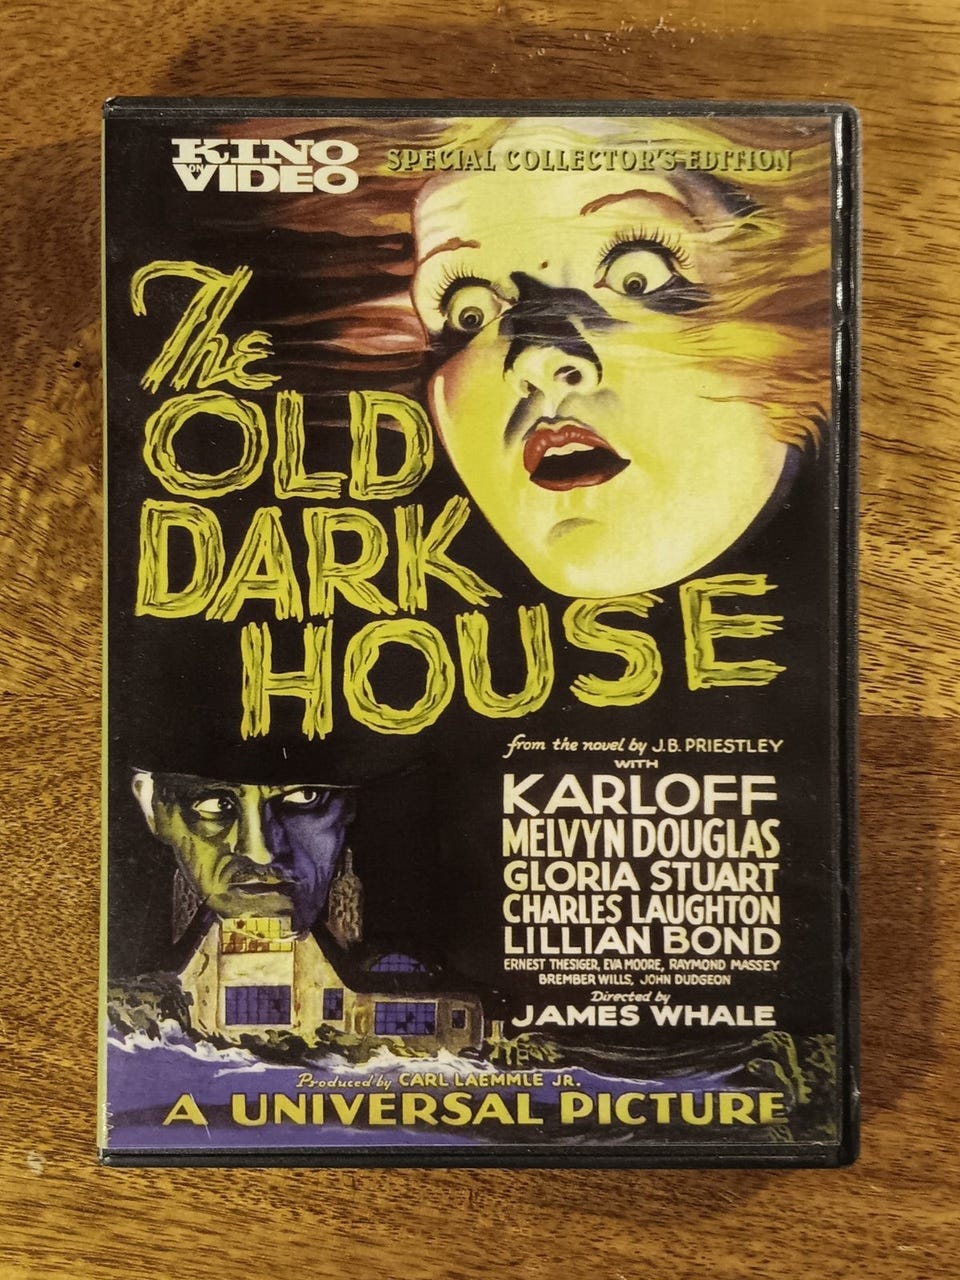 KINO
ON
VIDEO
SPECIAL COLLECTOR'S EDITION
The
OLD
DARK
HOUSE
from the novel by J.B. PRIESTLEY
WITH
KARLOFF
MELVYN DOUGLAS
GLORIA STUART
CHARLES LAUGHTON
LILLIAN BOND
ERNEST THESIGER, EVA MOORE, RAYMOND MASSEY
BREMBER WILLS, JOHN DUDGEON
Directed by
JAMES WHALE
Produced by CARL LAEMMLE JR.
A UNIVERSAL PICTURE